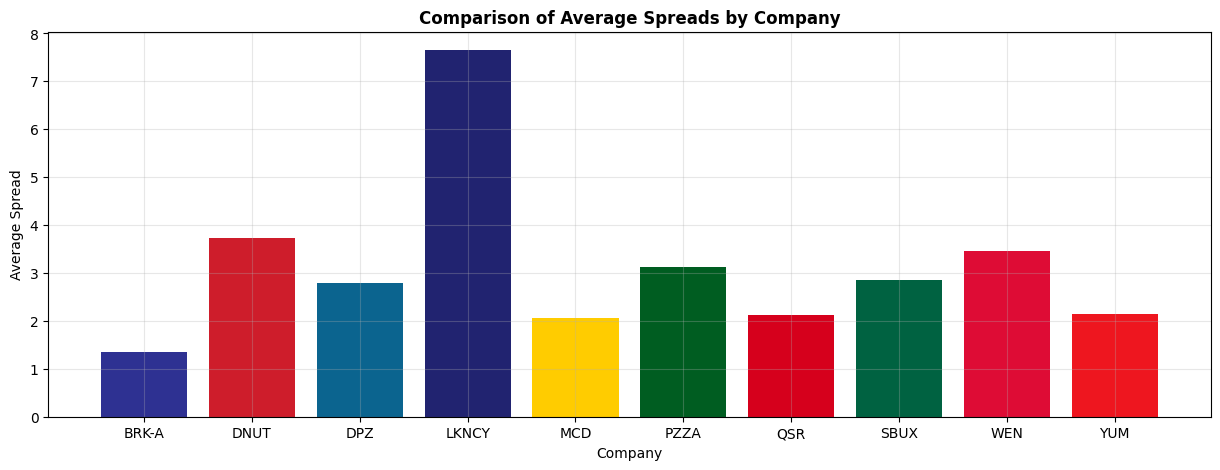 Comparison of Average Spreads by Company
Average Spread
8
7
6
5
4
3
2
1
0
BRK-A DNUT DPZ LKNCY MCD PZZA QSR SBUX WEN YUM
Company